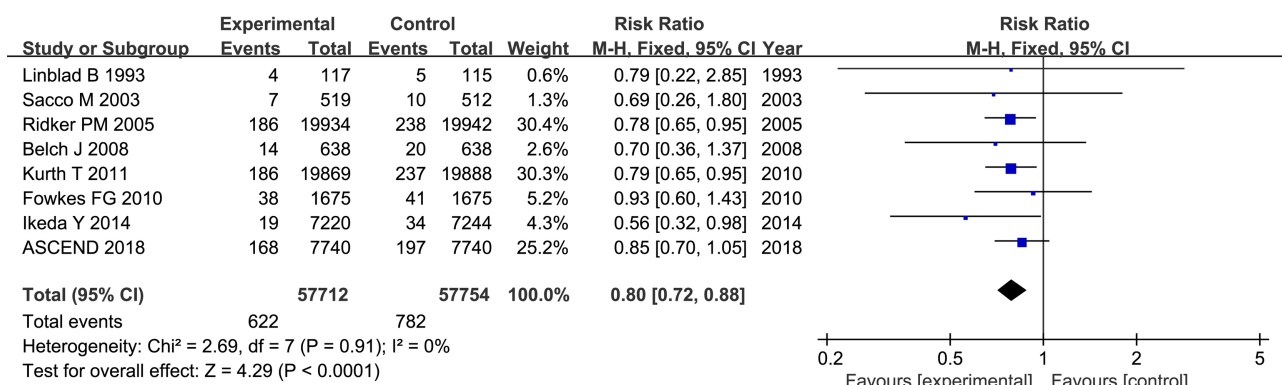 Experimental Control Risk Ratio Risk Ratio
Study or Subgroup Events Total Events Total Weight M-H, Fixed, 95% CI Year M-H, Fixed, 95% CI
Linblad B 1993 4 117 5 115 0.6% 0.79 [0.22, 2.85] 1993
Sacco M 2003 7 519 10 512 1.3% 0.69 [0.26, 1.80] 2003
Ridker PM 2005 186 19934 238 19942 30.4% 0.78 [0.65, 0.95] 2005
Belch J 2008 14 638 20 638 2.6% 0.70 [0.36, 1.37] 2008
Kurth T 2011 186 19869 237 19888 30.3% 0.79 [0.65, 0.95] 2010
Fowkes FG 2010 38 1675 41 1675 5.2% 0.93 [0.60, 1.43] 2010
Ikeda Y 2014 19 7220 34 7244 4.3% 0.56 [0.32, 0.98] 2014
ASCEND 2018 168 7740 197 7740 25.2% 0.85 [0.70, 1.05] 2018
Total (95% CI) 57712 57754 100.0% 0.80 [0.72, 0.88]
Total events 622 782
Heterogeneity: Chi² = 2.69, df = 7 (P = 0.91); I² = 0%
Test for overall effect: Z = 4.29 (P < 0.0001)
0.2 0.5 1 2 5
Favours [experimental] Favours [control]